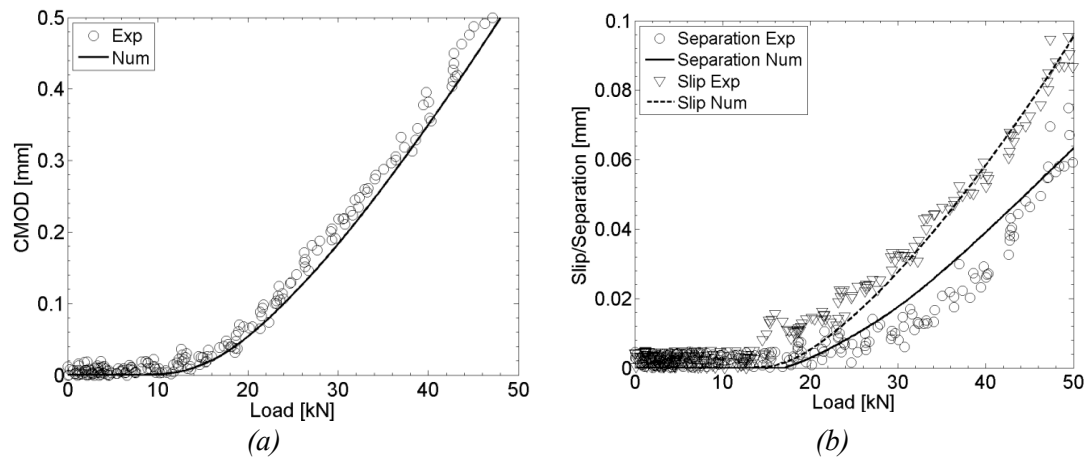 0.5
0.4
0.3
0.2
0.1
0
CMOD [mm]
Exp
Num
0 10 20 30 40 50
Load [kN]
(a)
0.1
0.08
0.06
0.04
0.02
0
Slip/Separation [mm]
Separation Exp
Separation Num
Slip Exp
Slip Num
0 10 20 30 40 50
Load [kN]
(b)